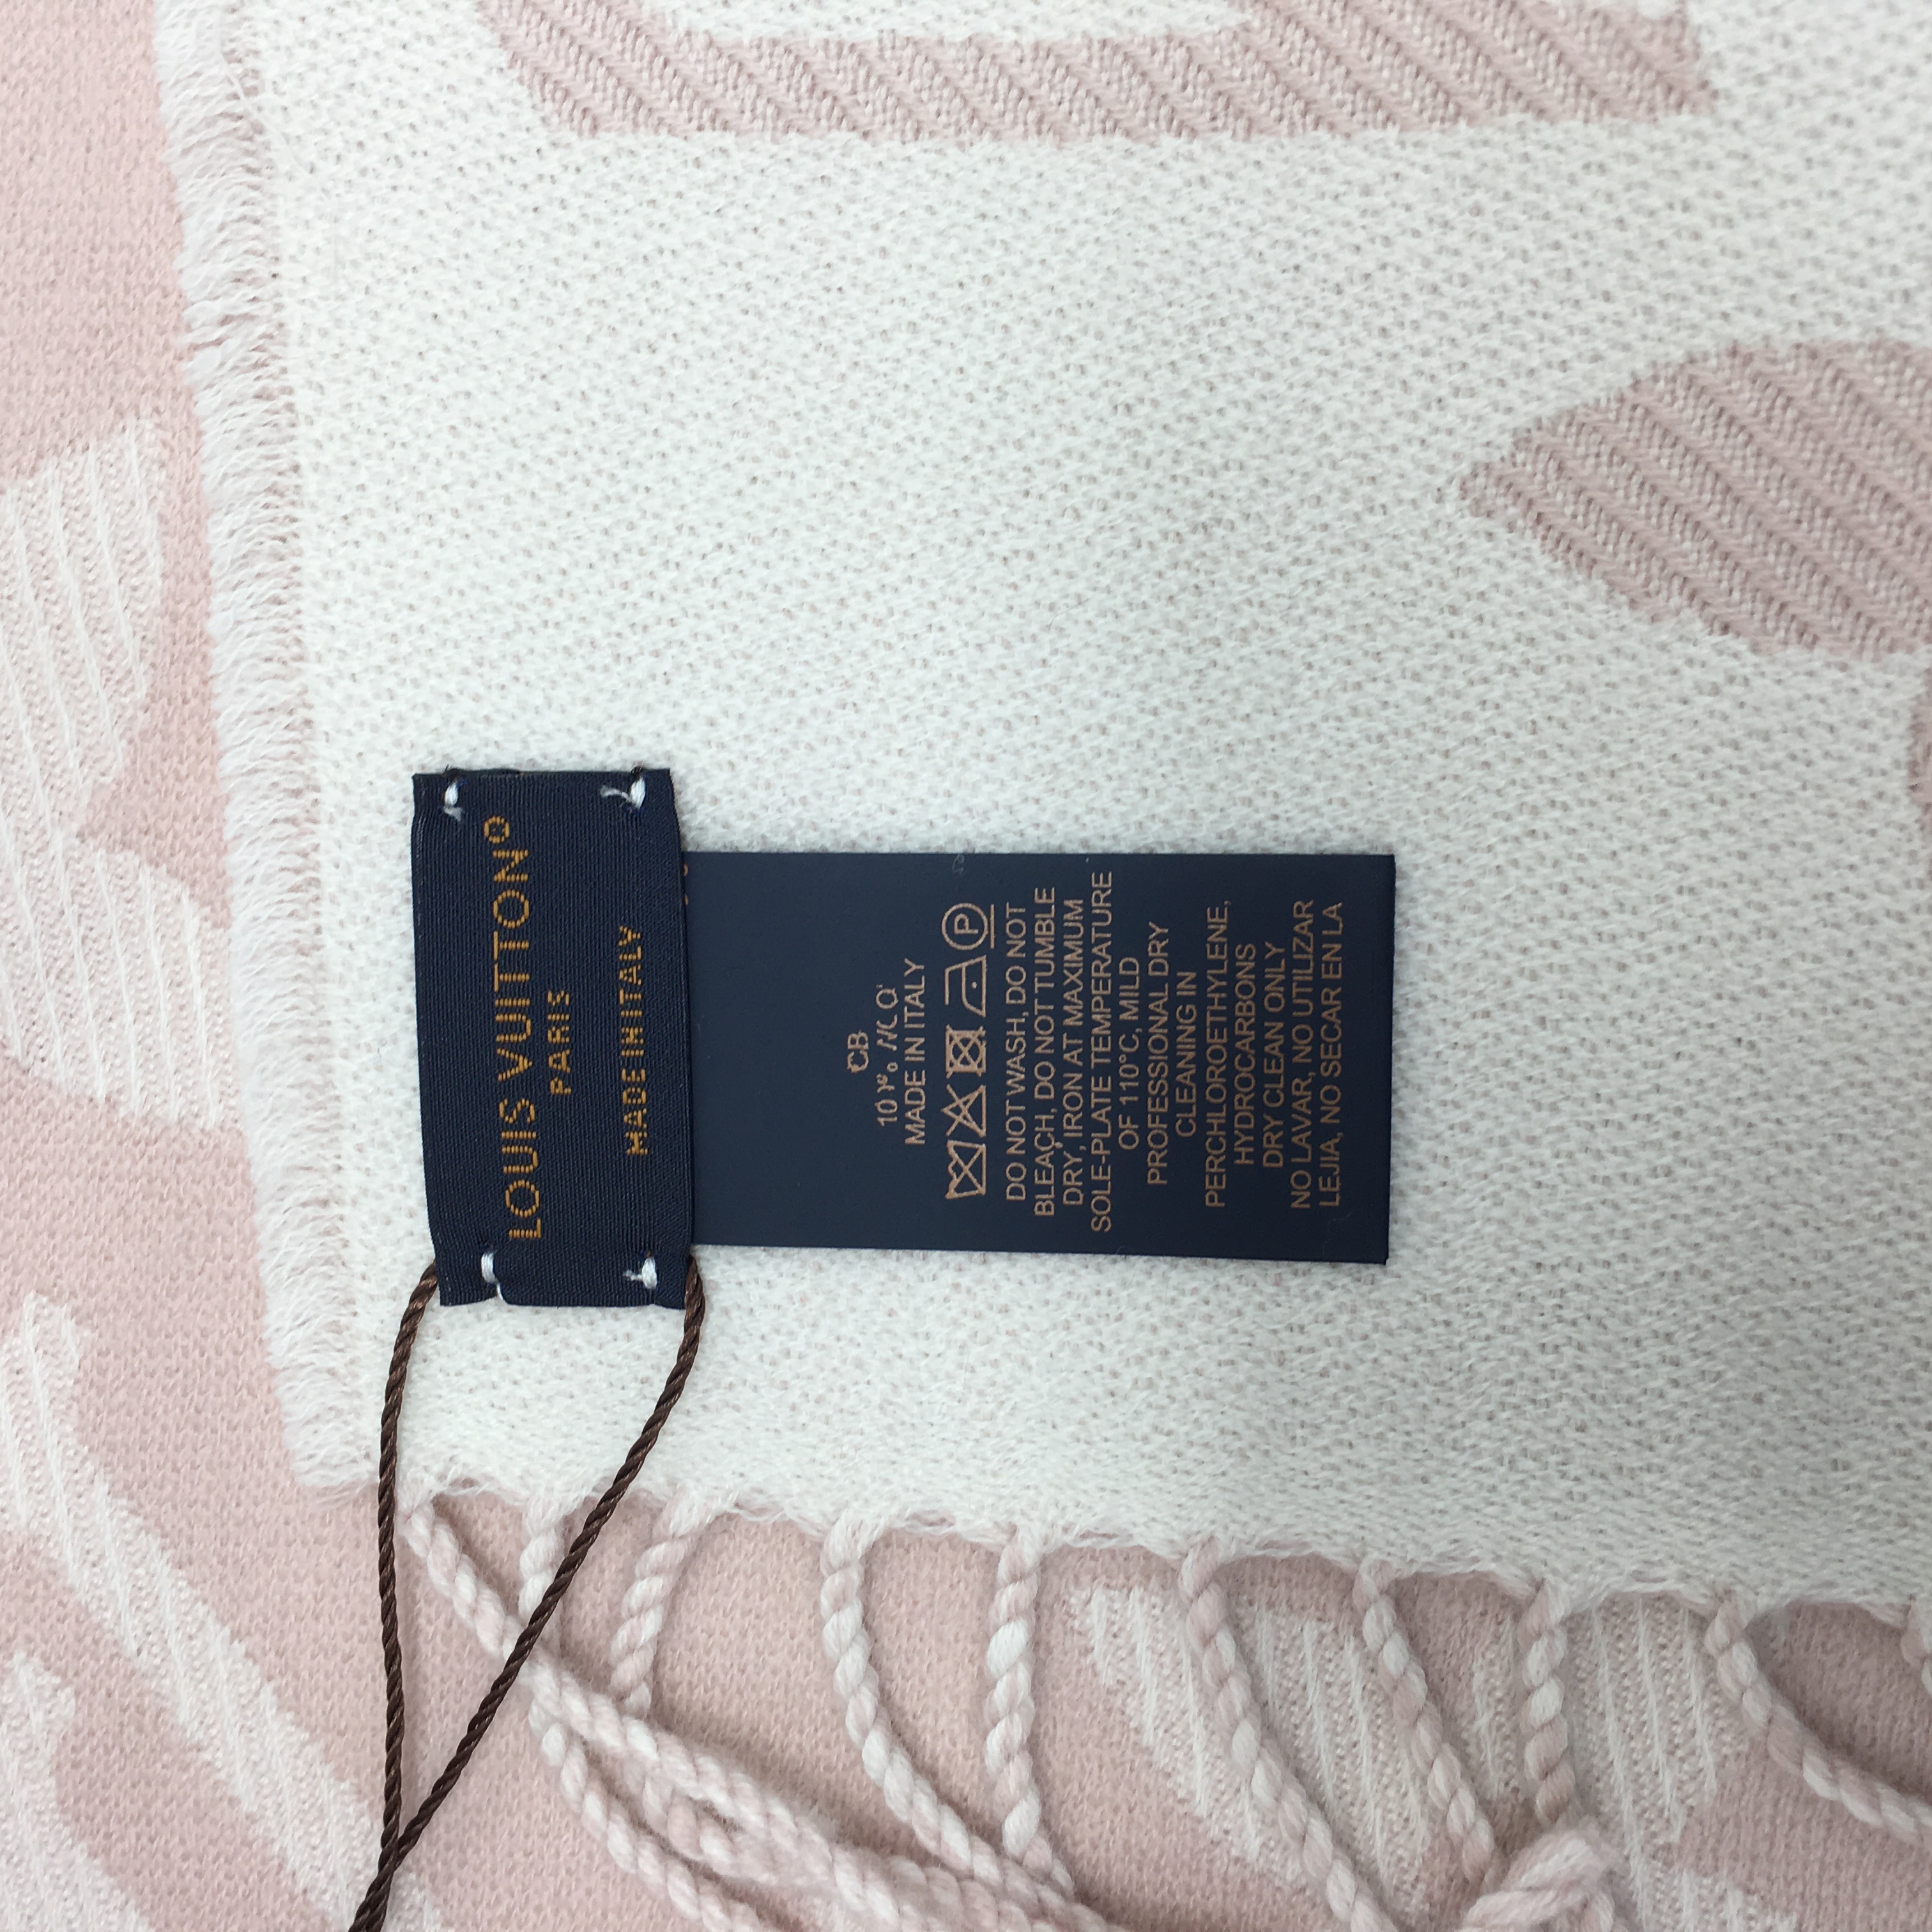 LOUIS VUITTON®
PARIS
MADE IN ITALY
CB
MADE IN ITALY
P
DO NOT WASH, DO NOT
BLEACH, DO NOT TUMBLE
DRY, IRON AT MAXIMUM
SOLE-PLATE TEMPERATURE
OF 110°C, MILD
PROFESSIONAL DRY
CLEANING IN
PERCHLOROETHYLENE,
HYDROCARBONS
DRY CLEAN ONLY
NO LAVAR, NO UTILIZAR
LEJIA, NO SECAR EN LA